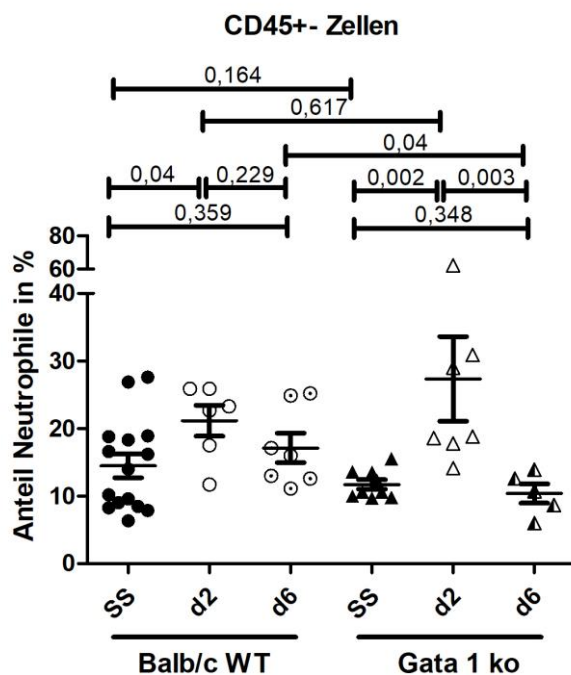 CD45+- Zellen
0,164
0,617
0,04
0,04 0,229 0,002 0,003
0,359 0,348
Anteil Neutrophile in %
80
60
40
30
20
10
0
SS d2 d6 SS d2 d6
Balb/c WT Gata 1 ko